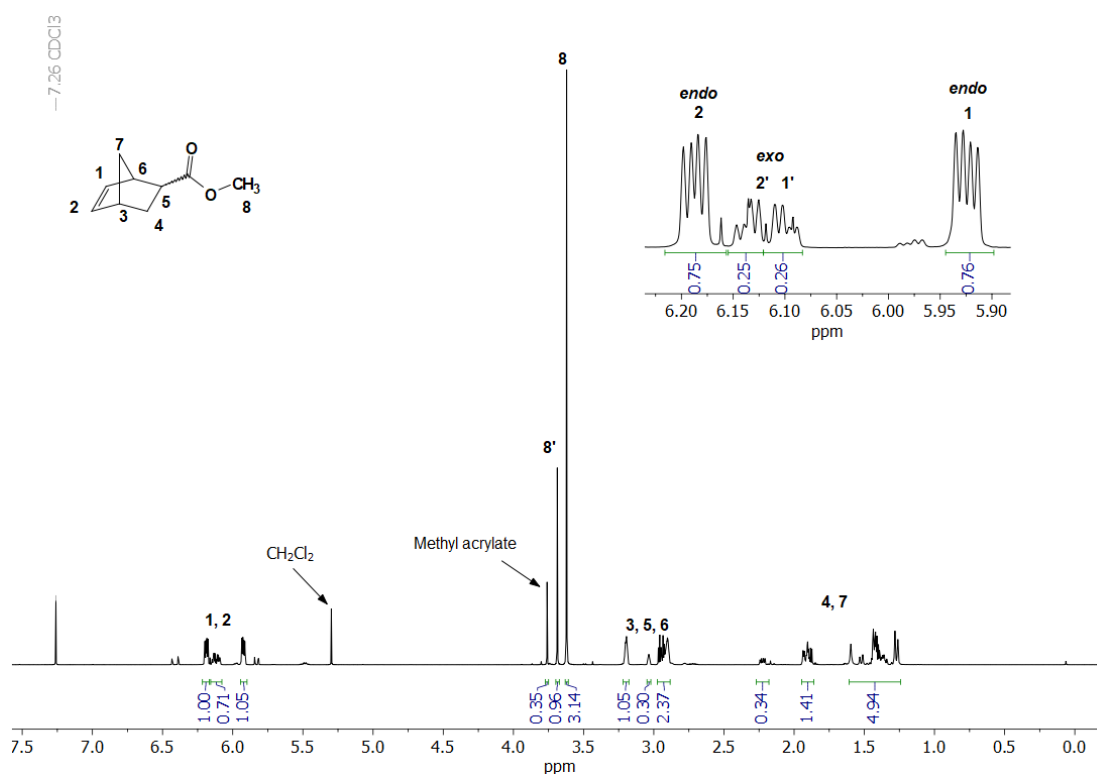 —7.26 CDCl3
8
endo
2
exo
2' 1'
endo
1
0.75
0.25
0.26
0.76
6.20 6.15 6.10 6.05 6.00 5.95 5.90
ppm
7
1
6
O
2
3
5
4
O
CH3
8
8'
CH2Cl2
Methyl acrylate
1, 2
3, 5, 6
4, 7
1.00
0.71
1.05
0.35
0.96
3.14
1.05
0.30
2.37
0.34
1.41
4.94
7.5 7.0 6.5 6.0 5.5 5.0 4.5 4.0 3.5 3.0 2.5 2.0 1.5 1.0 0.5 0.0
ppm